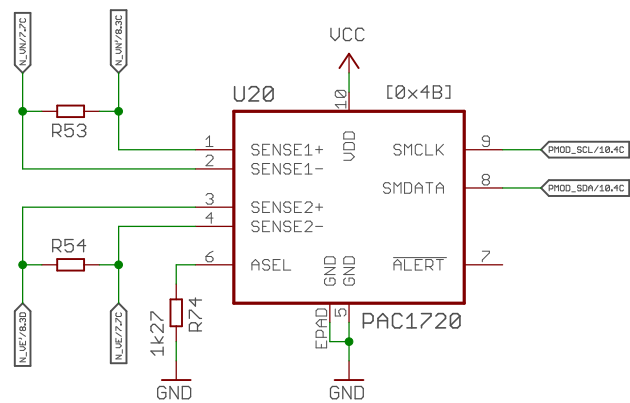 VCC
N_VN/7.7C
N_VN'/8.3C
U20
[0x4B]
10
R53
VDD
1
SENSE1+
SMCLK
9
PMOD_SCL/10.4C
2
SENSE1-
SMDATA
8
PMOD_SDA/10.4C
3
SENSE2+
4
SENSE2-
R54
6
ASEL
GND
GND
ALERT
7
N_VE'/8.3D
N_VE/7.7C
1k27
R74
EPAD
5
PAC1720
GND
GND